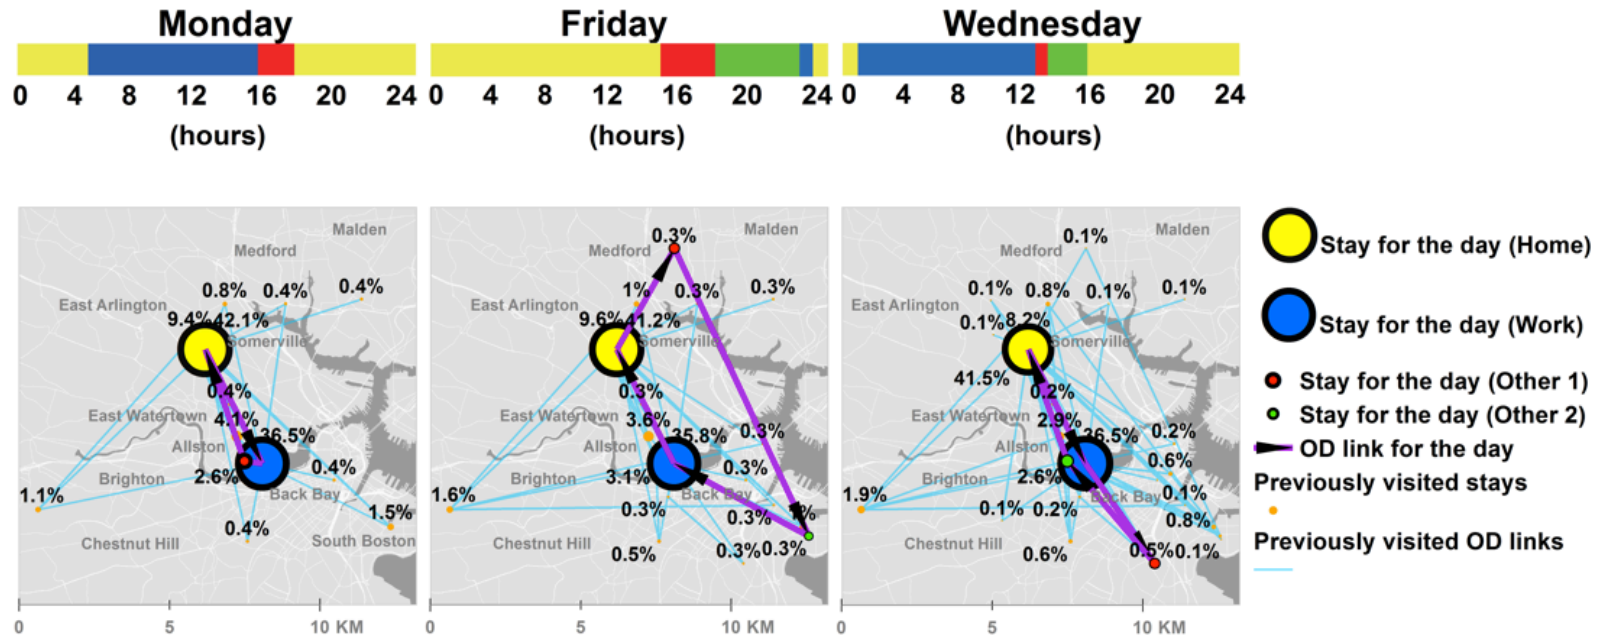 Monday
Friday
Wednesday
0 4 8 12 16 20 24
0 4 8 12 16 20 24
0 4 8 12 16 20 24
(hours)
(hours)
(hours)
Malden
Medford
0.8%
0.4%
0.4%
East Arlington
9.4%
42.1%
Somerville
0.4%
East Watertown
4.1%
Allston
36.5%
2.6%
0.4%
Brighton
Back Bay
1.1%
1.5%
0.4%
Chestnut Hill
South Boston
0 5 10 KM
0.3%
Malden
Medford
1%
0.3%
0.3%
East Arlington
9.6%
41.2%
Somerville
0.3%
East Watertown
3.6%
0.3%
Allston
35.8%
3.1%
0.3%
Brighton
Back Bay
1.6%
0.3%
0.3%
0.5%
0.3%
0.3%
Chestnut Hill
0 5 10 KM
0.1%
Malden
Medford
0.1%
0.8%
0.1%
0.1%
East Arlington
0.1%
8.2%
Somerville
41.5%
0.2%
East Watertown
2.9%
0.2%
Allston
36.5%
2.6%
0.6%
Brighton
Back Bay
0.1%
1.9%
0.1%
0.2%
0.8%
0.6%
0.5%
0.1%
Chestnut Hill
0 5 10 KM
Stay for the day (Home)
Stay for the day (Work)
Stay for the day (Other 1)
Stay for the day (Other 2)
OD link for the day
Previously visited stays
Previously visited OD links